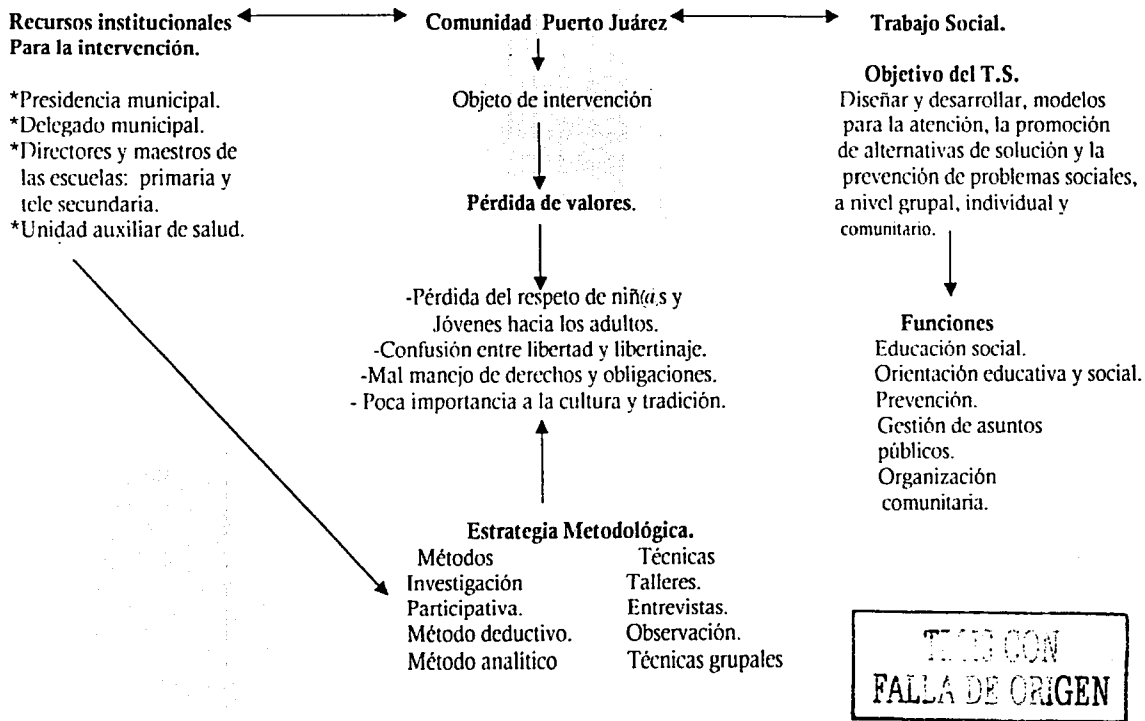 Recursos institucionales
Para la intervención.
*Presidencia municipal.
*Delegado municipal.
*Directores y maestros de
las escuelas: primaria y
tele secundaria.
*Unidad auxiliar de salud.
Comunidad Puerto Juárez
Objeto de intervención
Pérdida de valores.
-Pérdida del respeto de niñ@s y
Jóvenes hacia los adultos.
-Confusión entre libertad y libertinaje.
-Mal manejo de derechos y obligaciones.
- Poca importancia a la cultura y tradición.
Trabajo Social.
Objetivo del T.S.
Diseñar y desarrollar, modelos
para la atención, la promoción
de alternativas de solución y la
prevención de problemas sociales,
a nivel grupal, individual y
comunitario.
Funciones
Educación social.
Orientación educativa y social.
Prevención.
Gestión de asuntos
públicos.
Organización
comunitaria.
Estrategia Metodológica.
Métodos
Investigación
Participativa.
Método deductivo.
Método analítico
Técnicas
Talleres.
Entrevistas.
Observación.
Técnicas grupales
TESIS CON
FALLA DE ORIGEN